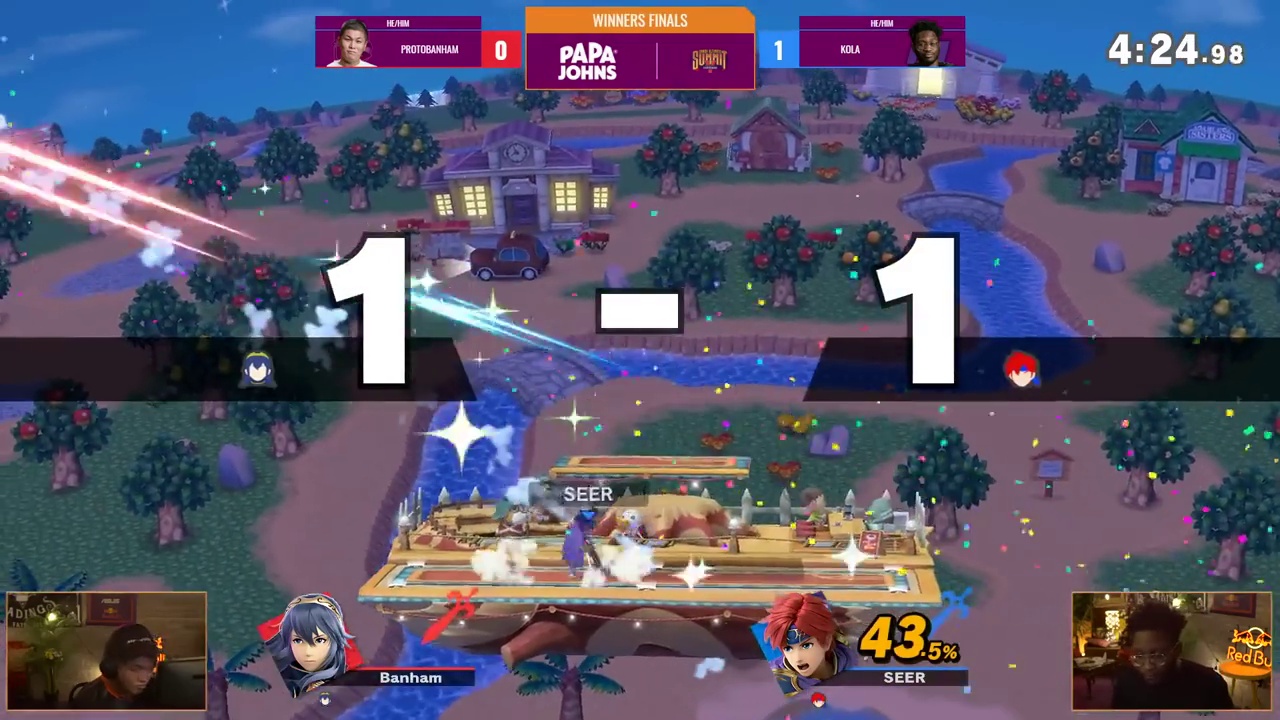 HE/HIM
PROTOBANHAM
0
WINNERS FINALS
PAPA JOHNS
SUMMIT
1
HE/HIM
KOLA
4:24.98
1 - 1
SEER
Banham
43.5%
SEER
Red Bu